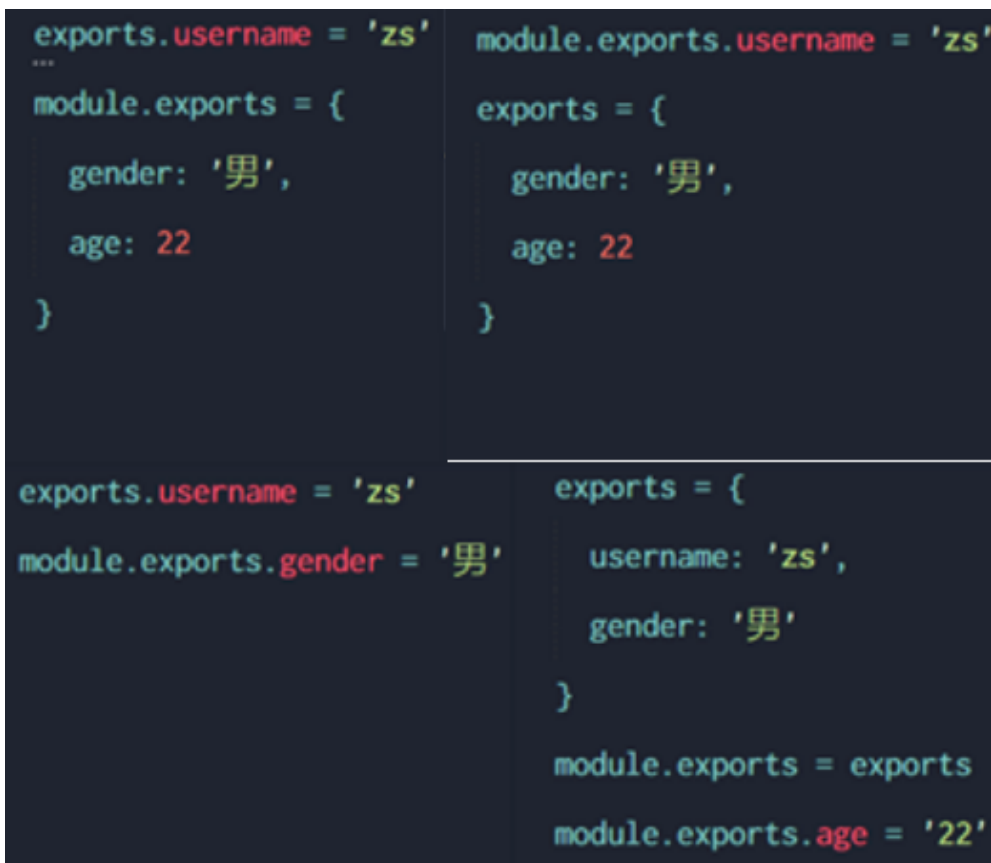 exports.username = 'zs'
...
module.exports = {
gender: '男',
age: 22
}
module.exports.username = 'zs'
exports = {
gender: '男',
age: 22
}
exports.username = 'zs'
module.exports.gender = '男'
exports = {
username: 'zs',
gender: '男'
}
module.exports = exports
module.exports.age = '22'